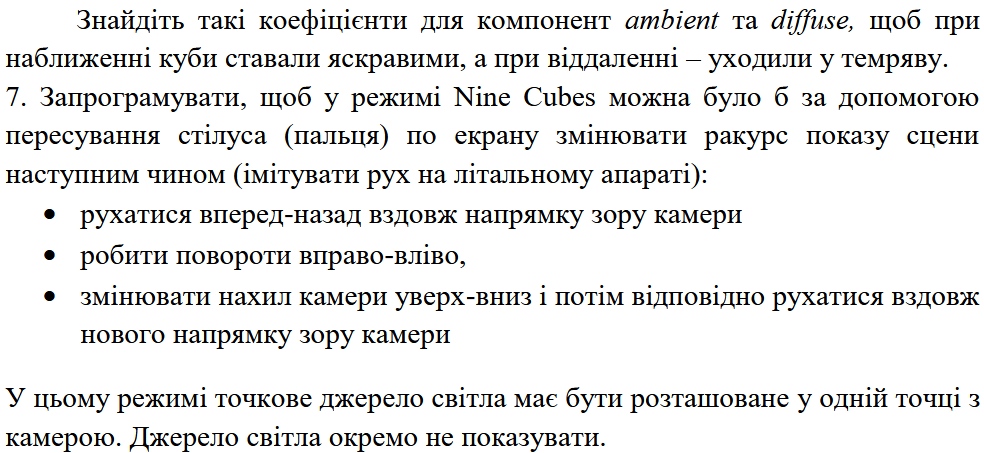 Знайдіть такі коефіцієнти для компонент ambient та diffuse, щоб при
наближенні куби ставали яскравими, а при віддаленні – уходили у темряву.
7. Запрограмувати, щоб у режимі Nine Cubes можна було б за допомогою
пересування стілуса (пальця) по екрану змінювати ракурс показу сцени
наступним чином (імітувати рух на літальному апараті):
• рухатися вперед-назад вздовж напрямку зору камери
• робити повороти вправо-вліво,
• змінювати нахил камери уверх-вниз і потім відповідно рухатися вздовж
нового напрямку зору камери
У цьому режимі точкове джерело світла має бути розташоване у одній точці з
камерою. Джерело світла окремо не показувати.